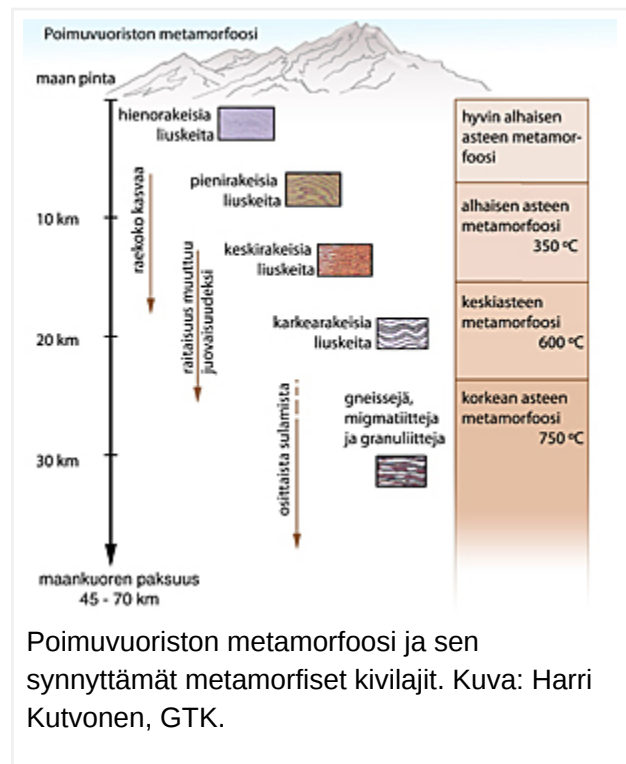 Poimuvuoriston metamorfoosi
maan pinta
hienorakeisia
liuskeita
pienirakeisia
liuskeita
10 km
raekoko kasvaa
keskirakeisia
liuskeita
raitaisuus muuttuu
juovaisuudeksi
karkearakeisia
liuskeita
20 km
osittaista sulamista
gneissejä,
migmatiitteja
ja granuliitteja
30 km
maankuoren paksuus
45 - 70 km
hyvin alhaisen
asteen metamor-
foosi
alhaisen asteen
metamorfoosi
350 ºC
keskiasteen
metamorfoosi
600 ºC
korkean asteen
metamorfoosi
750 ºC
Poimuvuoriston metamorfoosi ja sen
synnyttämät metamorfiset kivilajit. Kuva: Harri
Kutvonen, GTK.